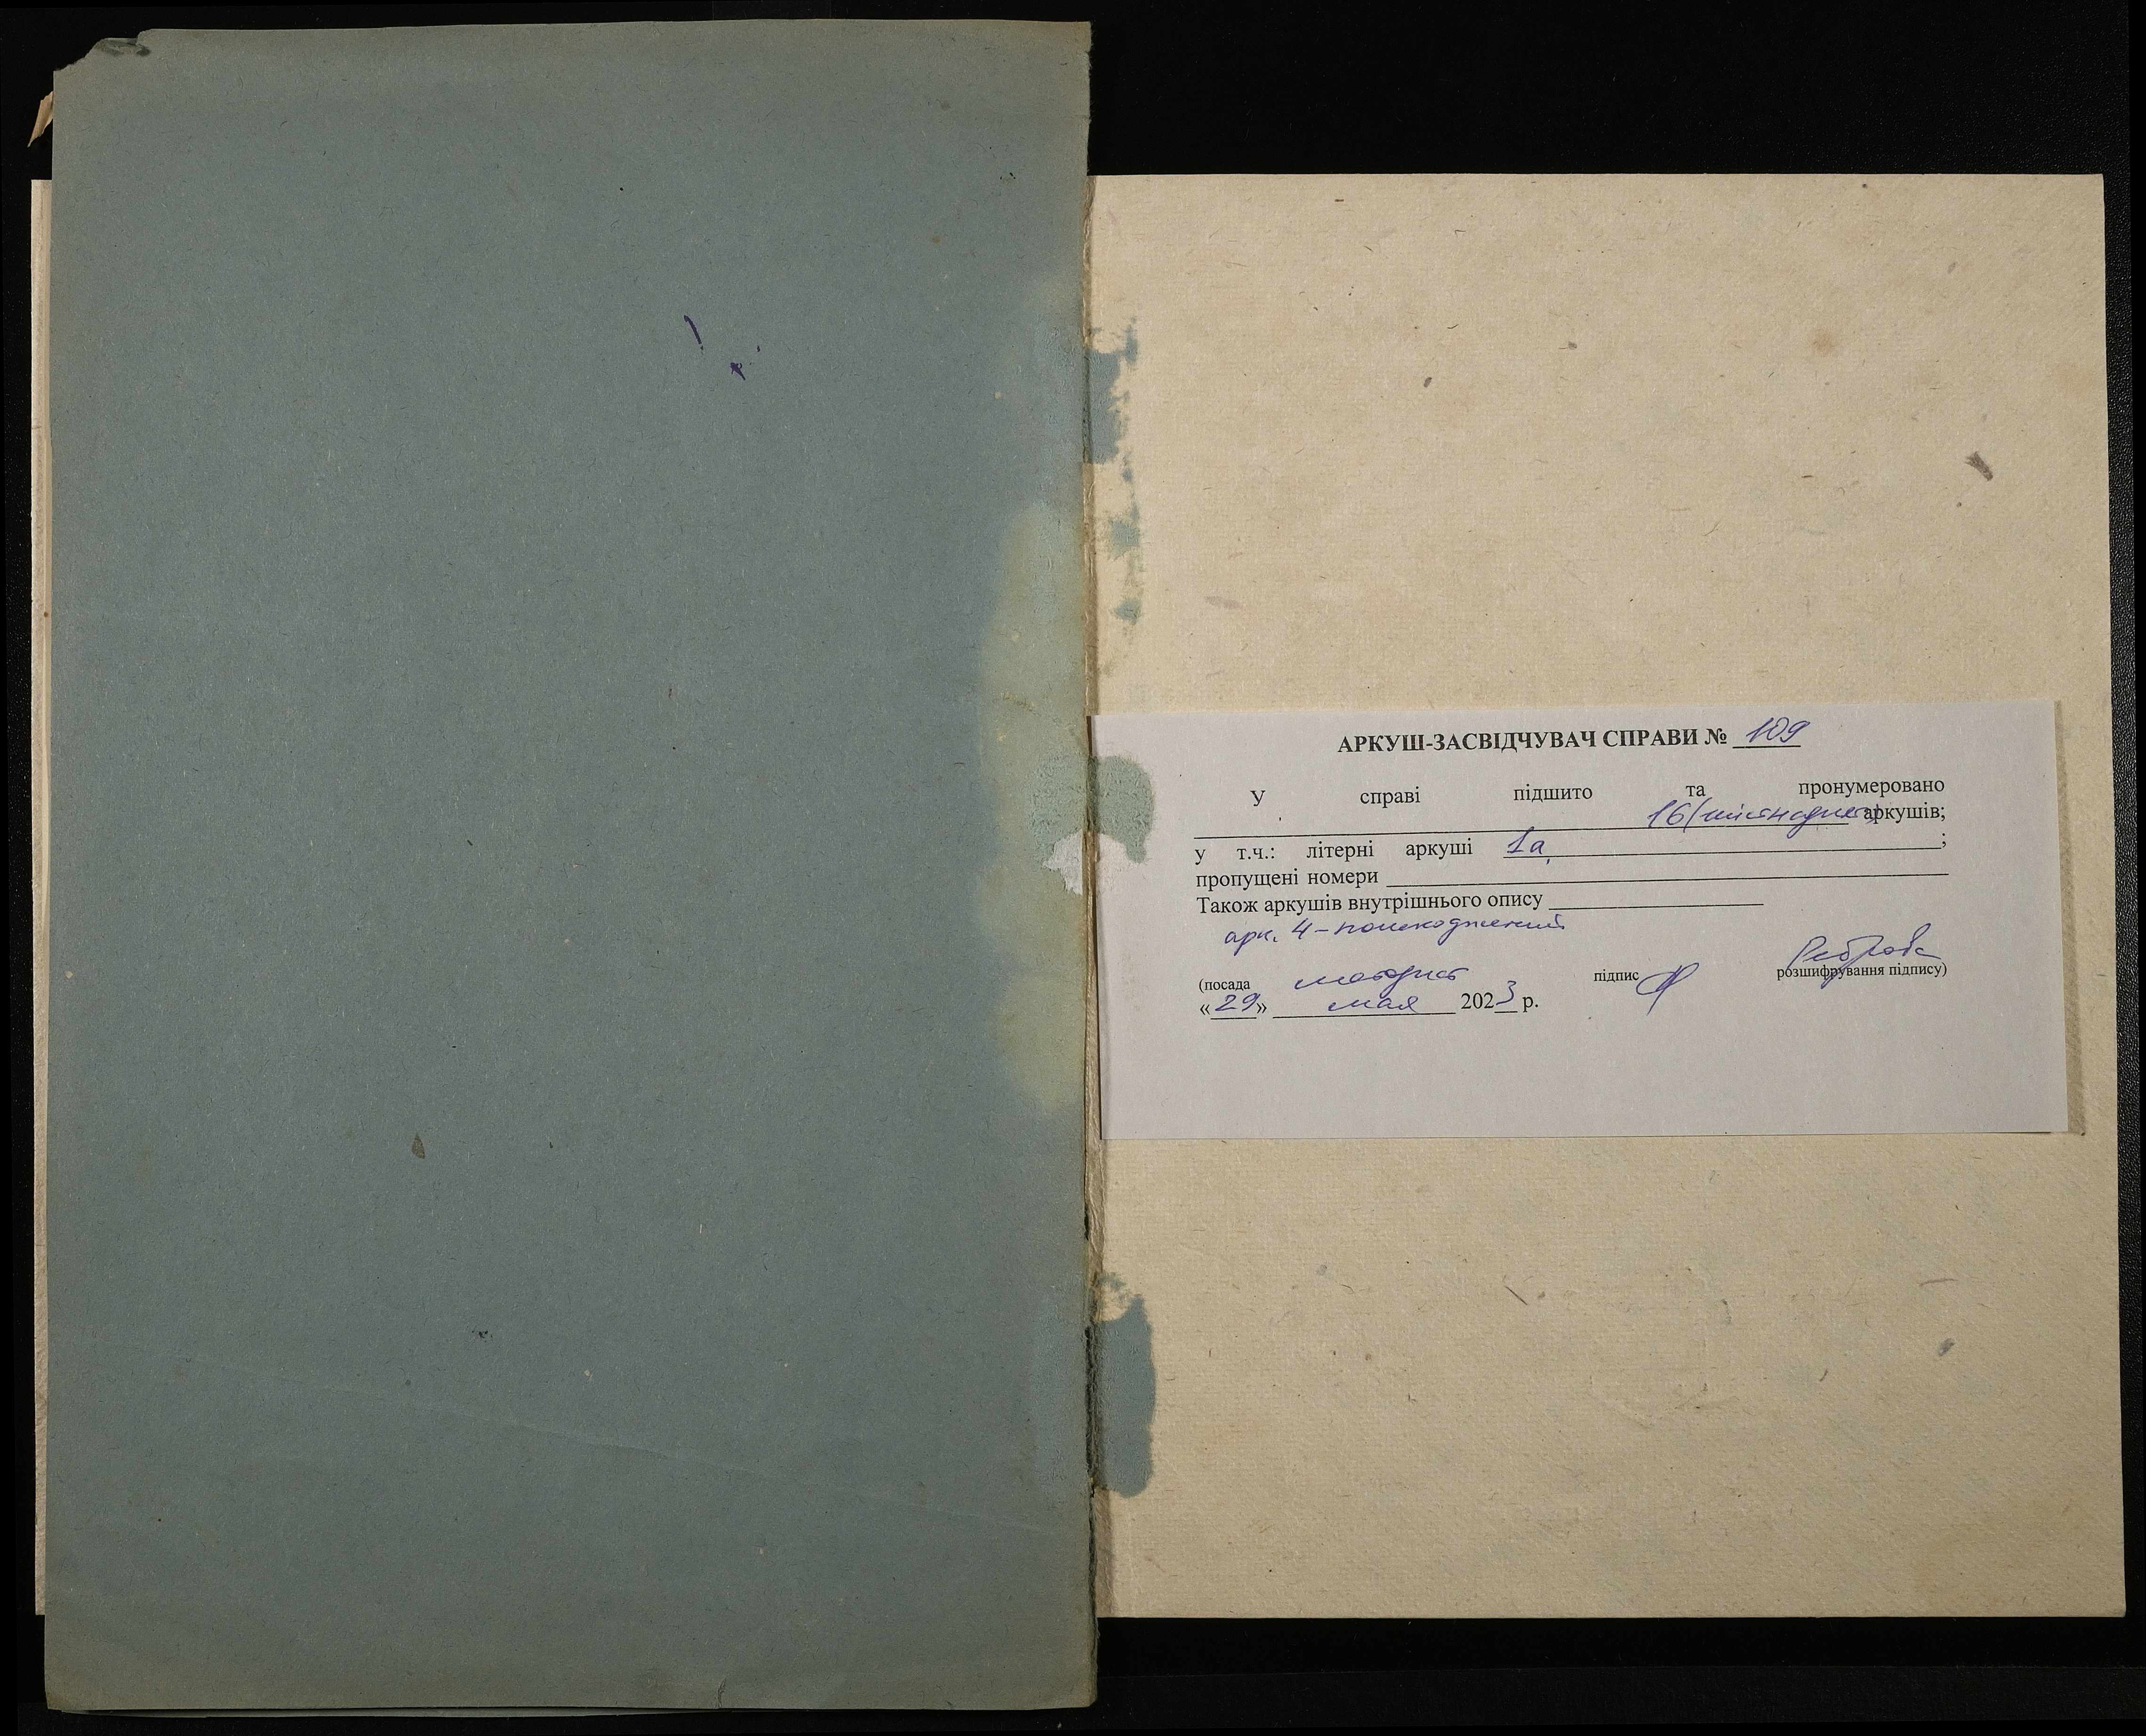 АРКУШ-ЗАСВІДЧУВАЧ СПРАВИ № 109
У справі підшито та пронумеровано
16 (шістнадцять) аркушів;
у т.ч.: літерні аркуші 1а, ;
пропущені номери
Також аркушів внутрішнього опису
арк. 4 – пошкоджений
(посада підпис розшифрування підпису)
«29» мая 2023 р.